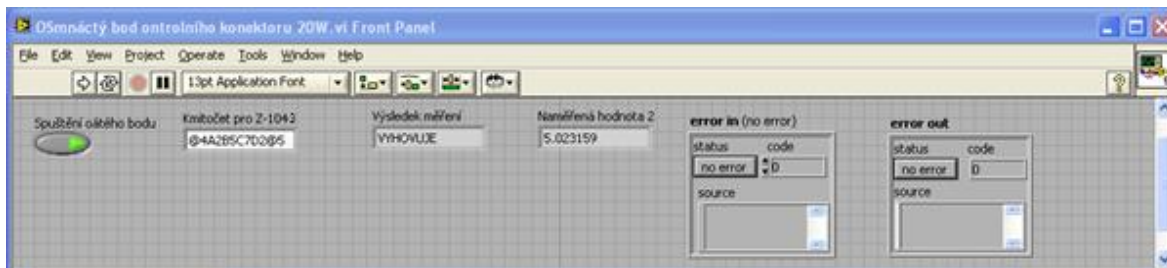 OSmnáctý bod ontrolního konektoru 20W.vi Front Panel
File Edit View Project Operate Tools Window Help
13pt Application Font
Spuštění oátého bodu
Kmitočet pro Z-1043
@4A2B5C7D2@5
Výsledek měření
VYHOVUJE
Naměřená hodnota 2
5.023159
error in (no error)
status code
no error 0
source
error out
status code
no error 0
source